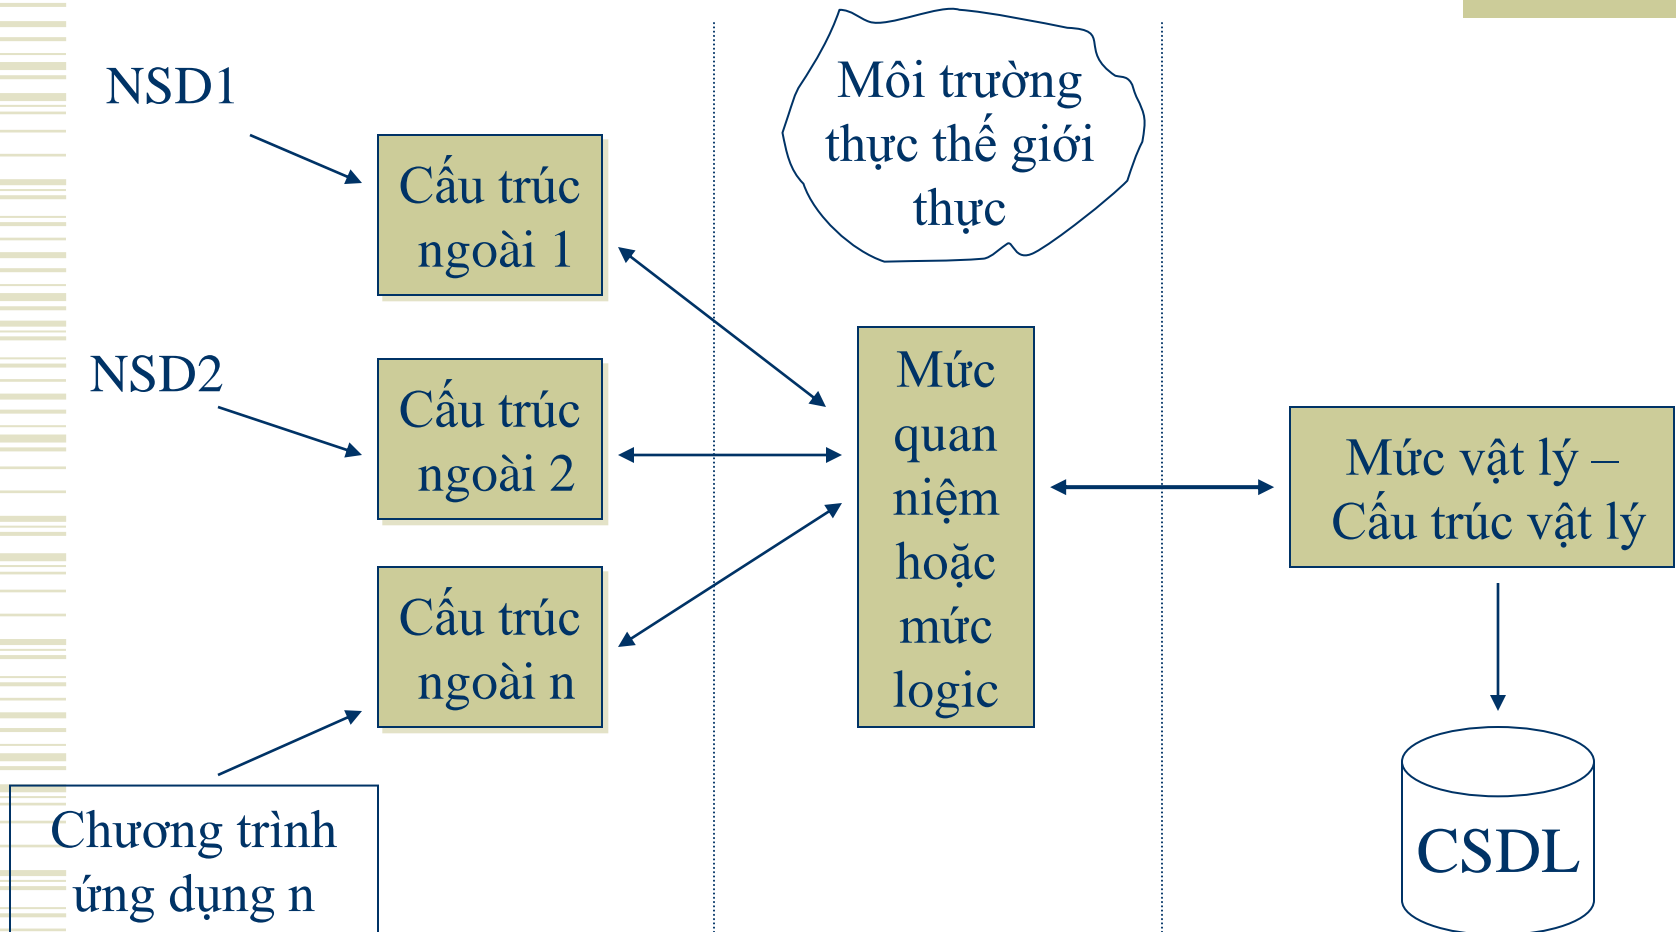 NSD1
Cấu trúc
ngoài 1
NSD2
Cấu trúc
ngoài 2
Cấu trúc
ngoài n
Chương trình
ứng dụng n
Môi trường
thực thế giới
thực
Mức
quan
niệm
hoặc
mức
logic
Mức vật lý –
Cấu trúc vật lý
CSDL